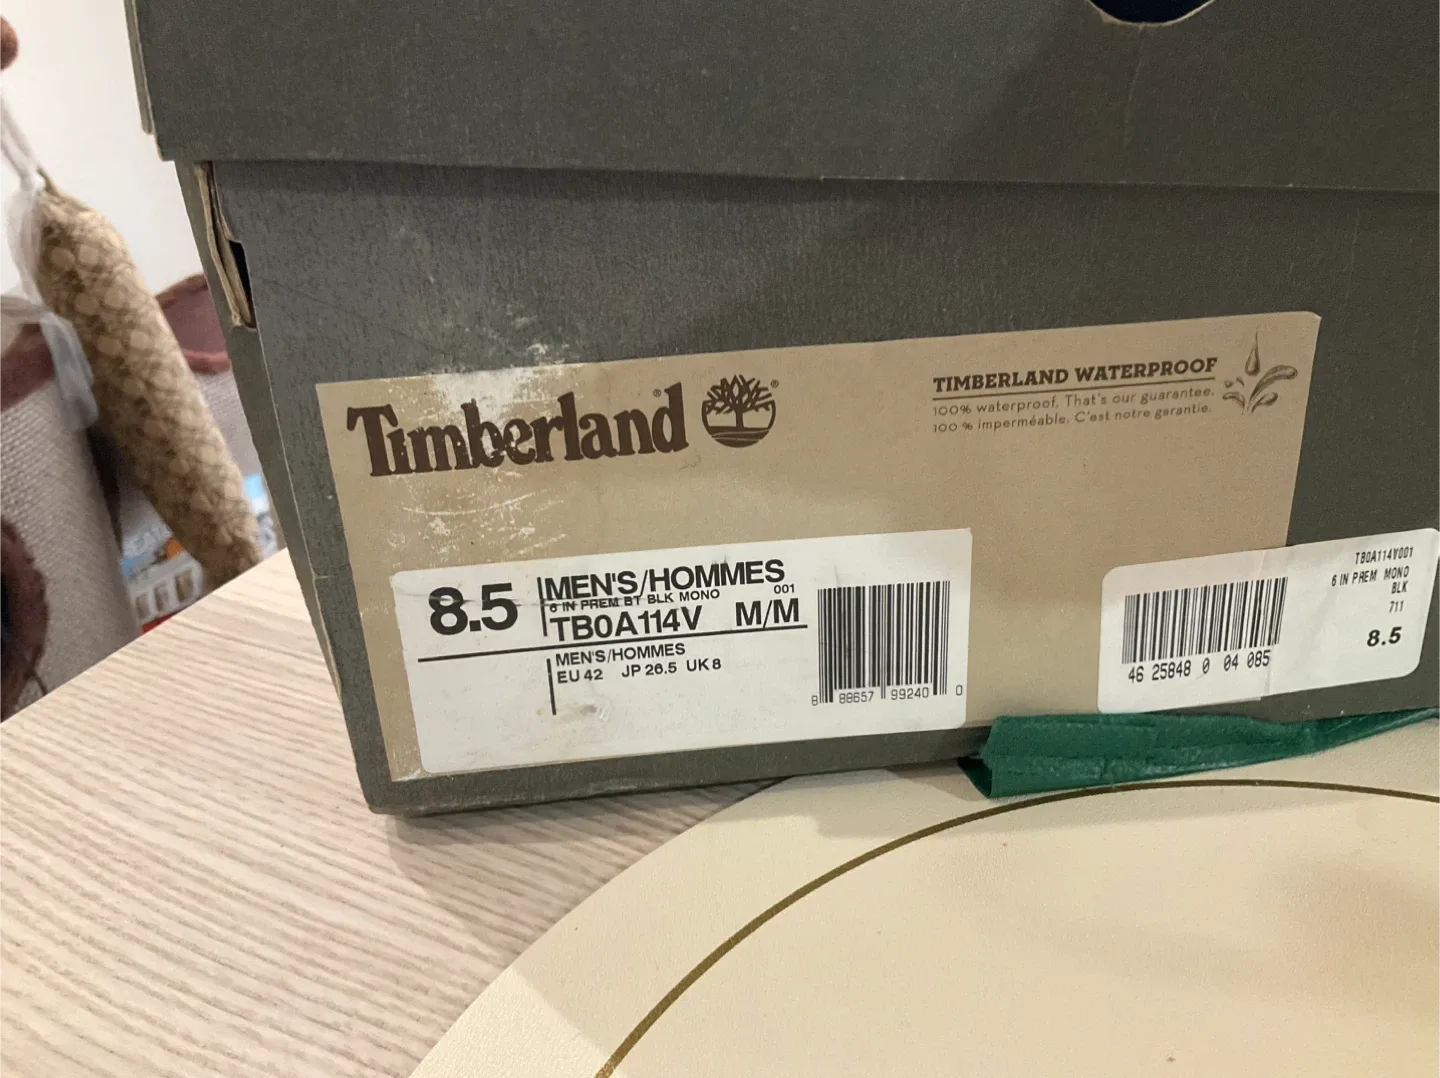 Timberland®
®
TIMBERLAND WATERPROOF
100% waterproof. That's our guarantee.
100 % imperméable. C'est notre garantie.
8.5
MEN'S/HOMMES
6 IN PREM BT BLK MONO 001
TB0A114V M/M
MEN'S/HOMMES
EU 42 JP 26.5 UK 8
8 88657 99240 0
TB0A114V001
6 IN PREM MONO
BLK
711
8.5
46 25848 0 04 085